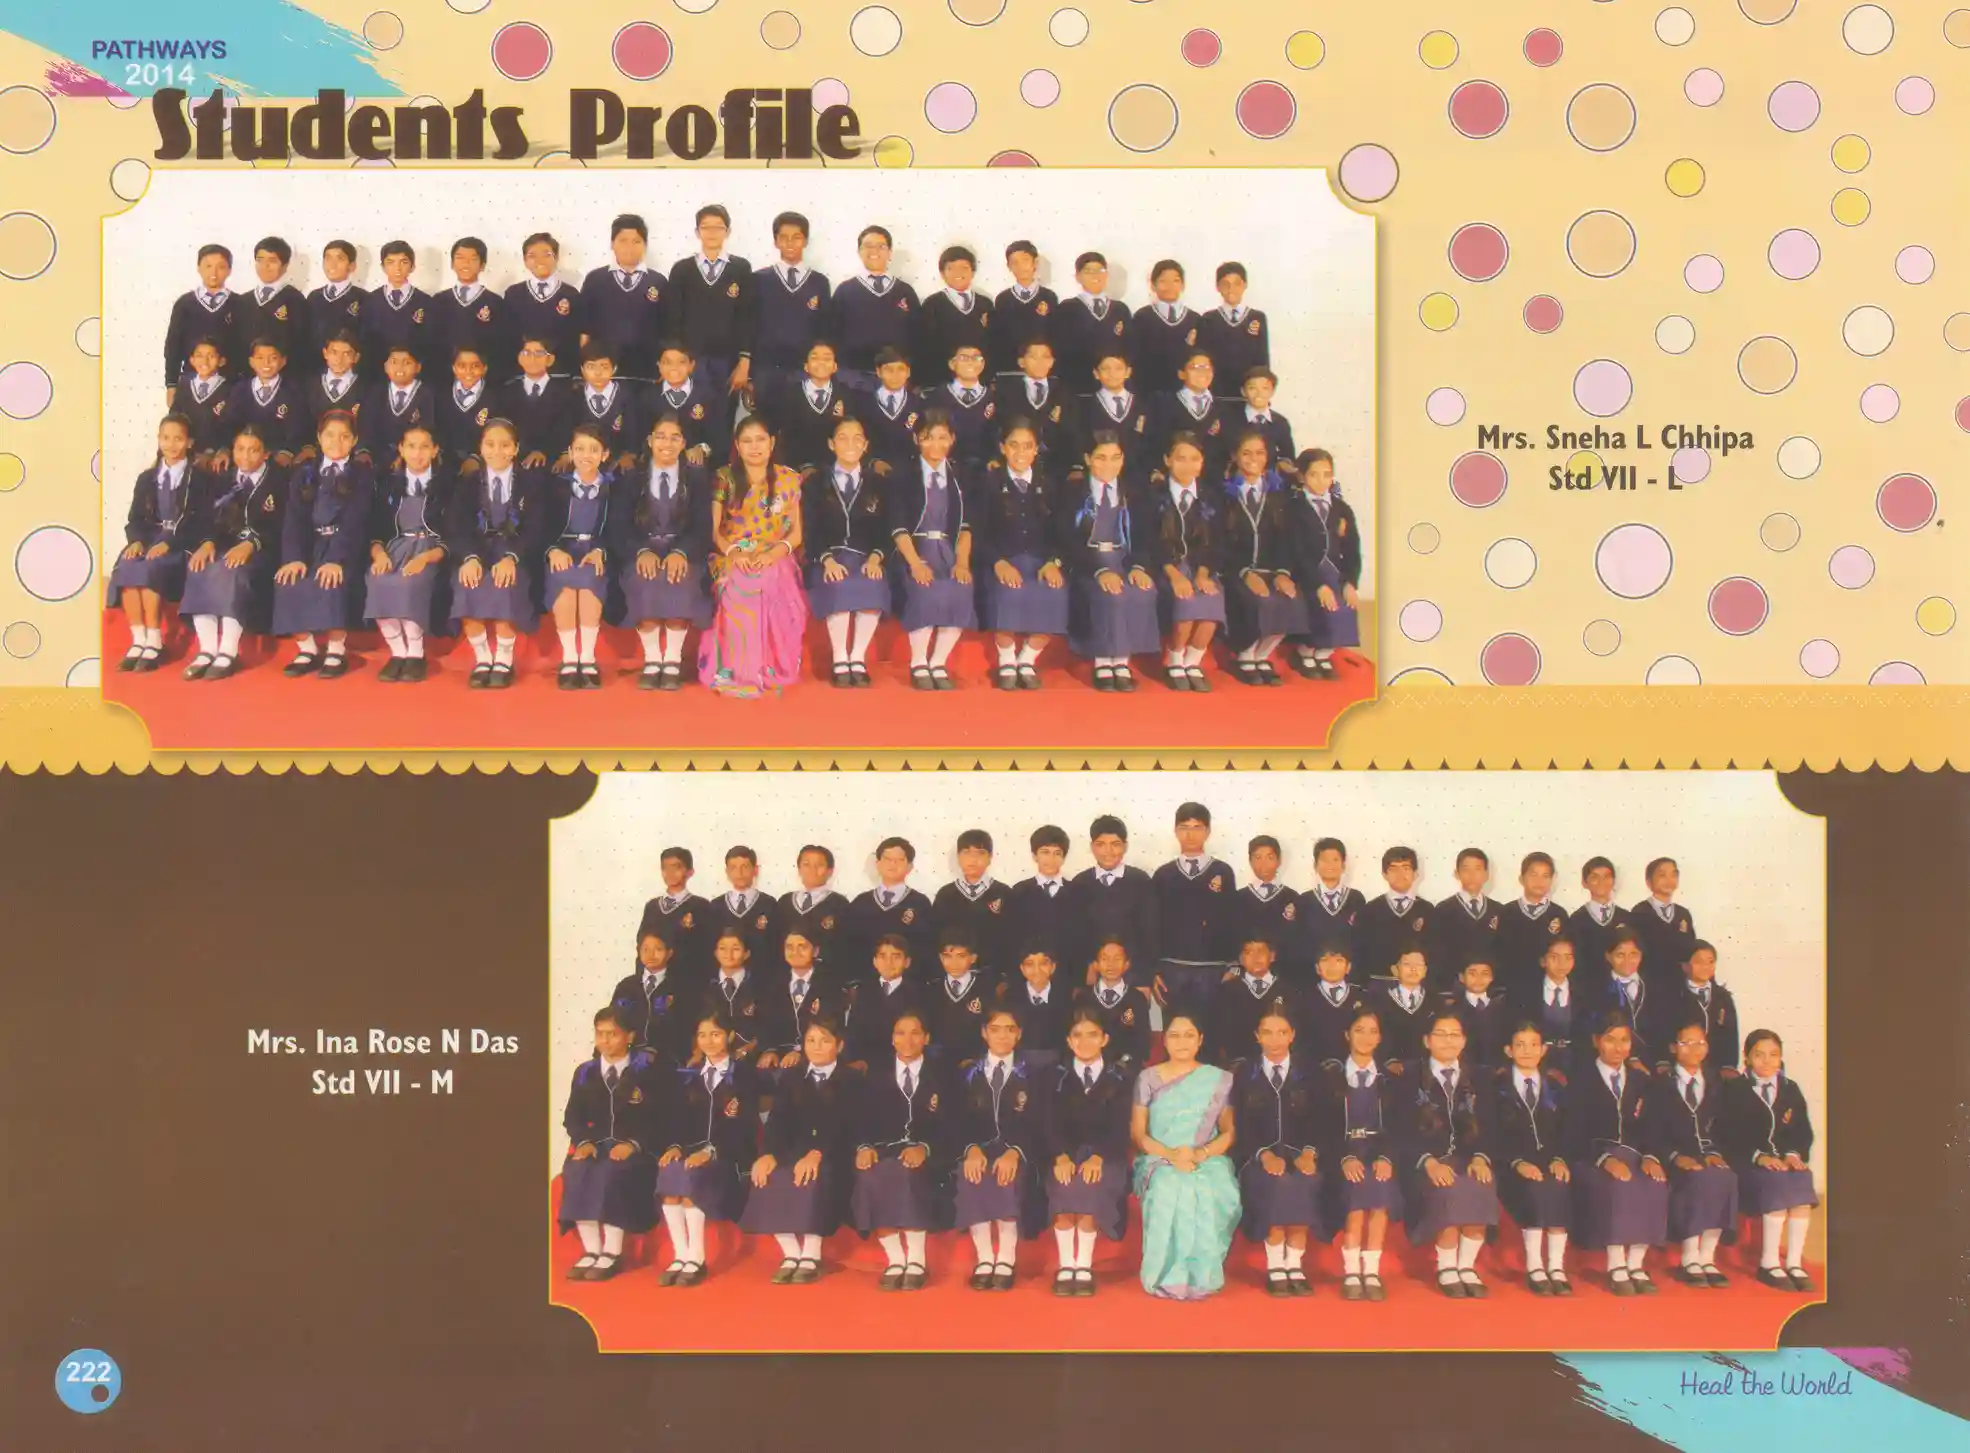 PATHWAYS
2014
Students Profile
Mrs. Sneha L Chhipa
Std VII - L
Mrs. Ina Rose N Das
Std VII - M
222
Heal the World